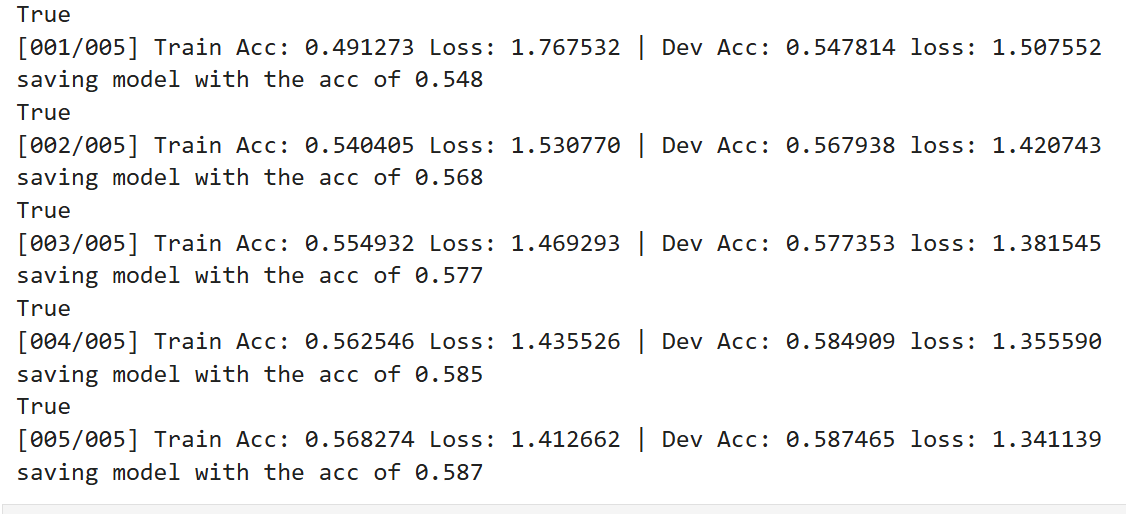 True
[001/005] Train Acc: 0.491273 Loss: 1.767532 | Dev Acc: 0.547814 loss: 1.507552
saving model with the acc of 0.548
True
[002/005] Train Acc: 0.540405 Loss: 1.530770 | Dev Acc: 0.567938 loss: 1.420743
saving model with the acc of 0.568
True
[003/005] Train Acc: 0.554932 Loss: 1.469293 | Dev Acc: 0.577353 loss: 1.381545
saving model with the acc of 0.577
True
[004/005] Train Acc: 0.562546 Loss: 1.435526 | Dev Acc: 0.584909 loss: 1.355590
saving model with the acc of 0.585
True
[005/005] Train Acc: 0.568274 Loss: 1.412662 | Dev Acc: 0.587465 loss: 1.341139
saving model with the acc of 0.587